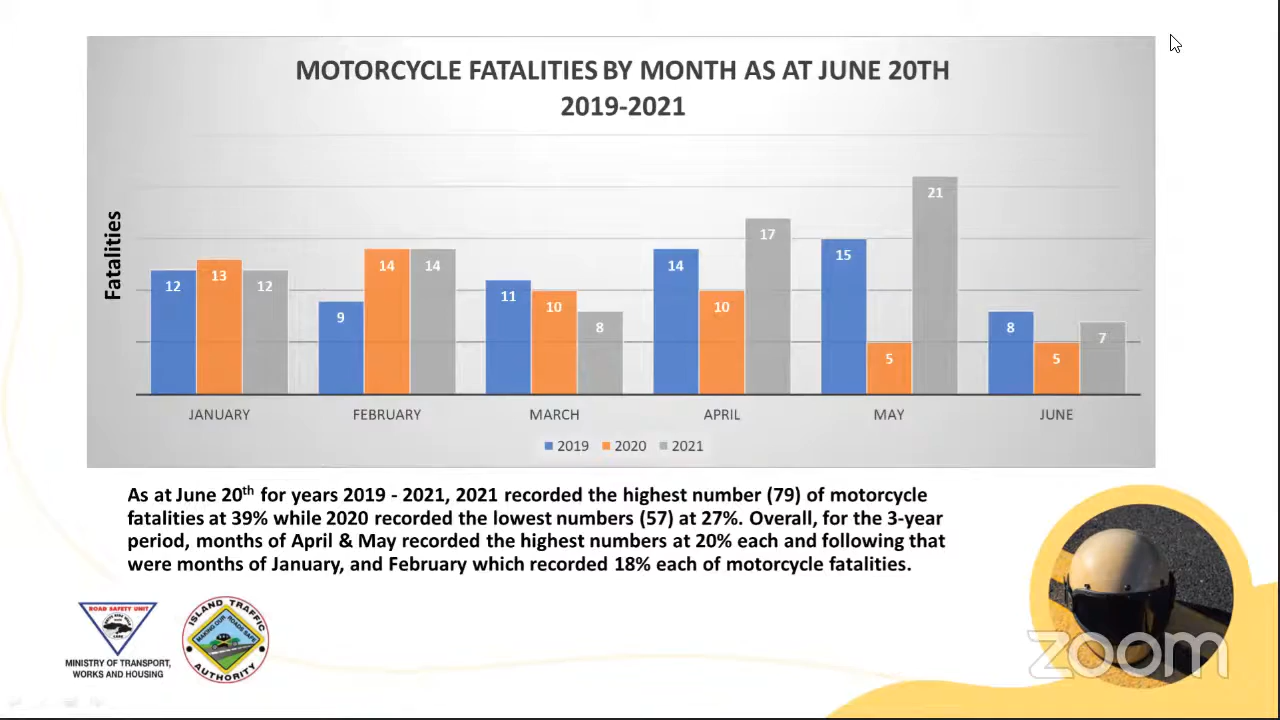 MOTORCYCLE FATALITIES BY MONTH AS AT JUNE 20TH
2019-2021
Fatalities
12
13
12
9
14
14
11
10
8
14
10
17
15
5
21
8
5
7
JANUARY FEBRUARY MARCH APRIL MAY JUNE
2019 2020 2021
As at June 20th for years 2019 - 2021, 2021 recorded the highest number (79) of motorcycle
fatalities at 39% while 2020 recorded the lowest numbers (57) at 27%. Overall, for the 3-year
period, months of April & May recorded the highest numbers at 20% each and following that
were months of January, and February which recorded 18% each of motorcycle fatalities.
ROAD SAFETY UNIT
MINISTRY OF TRANSPORT,
WORKS AND HOUSING
ISLAND TRAFFIC
MAKING OUR ROADS SAFE
AUTHORITY
zoom